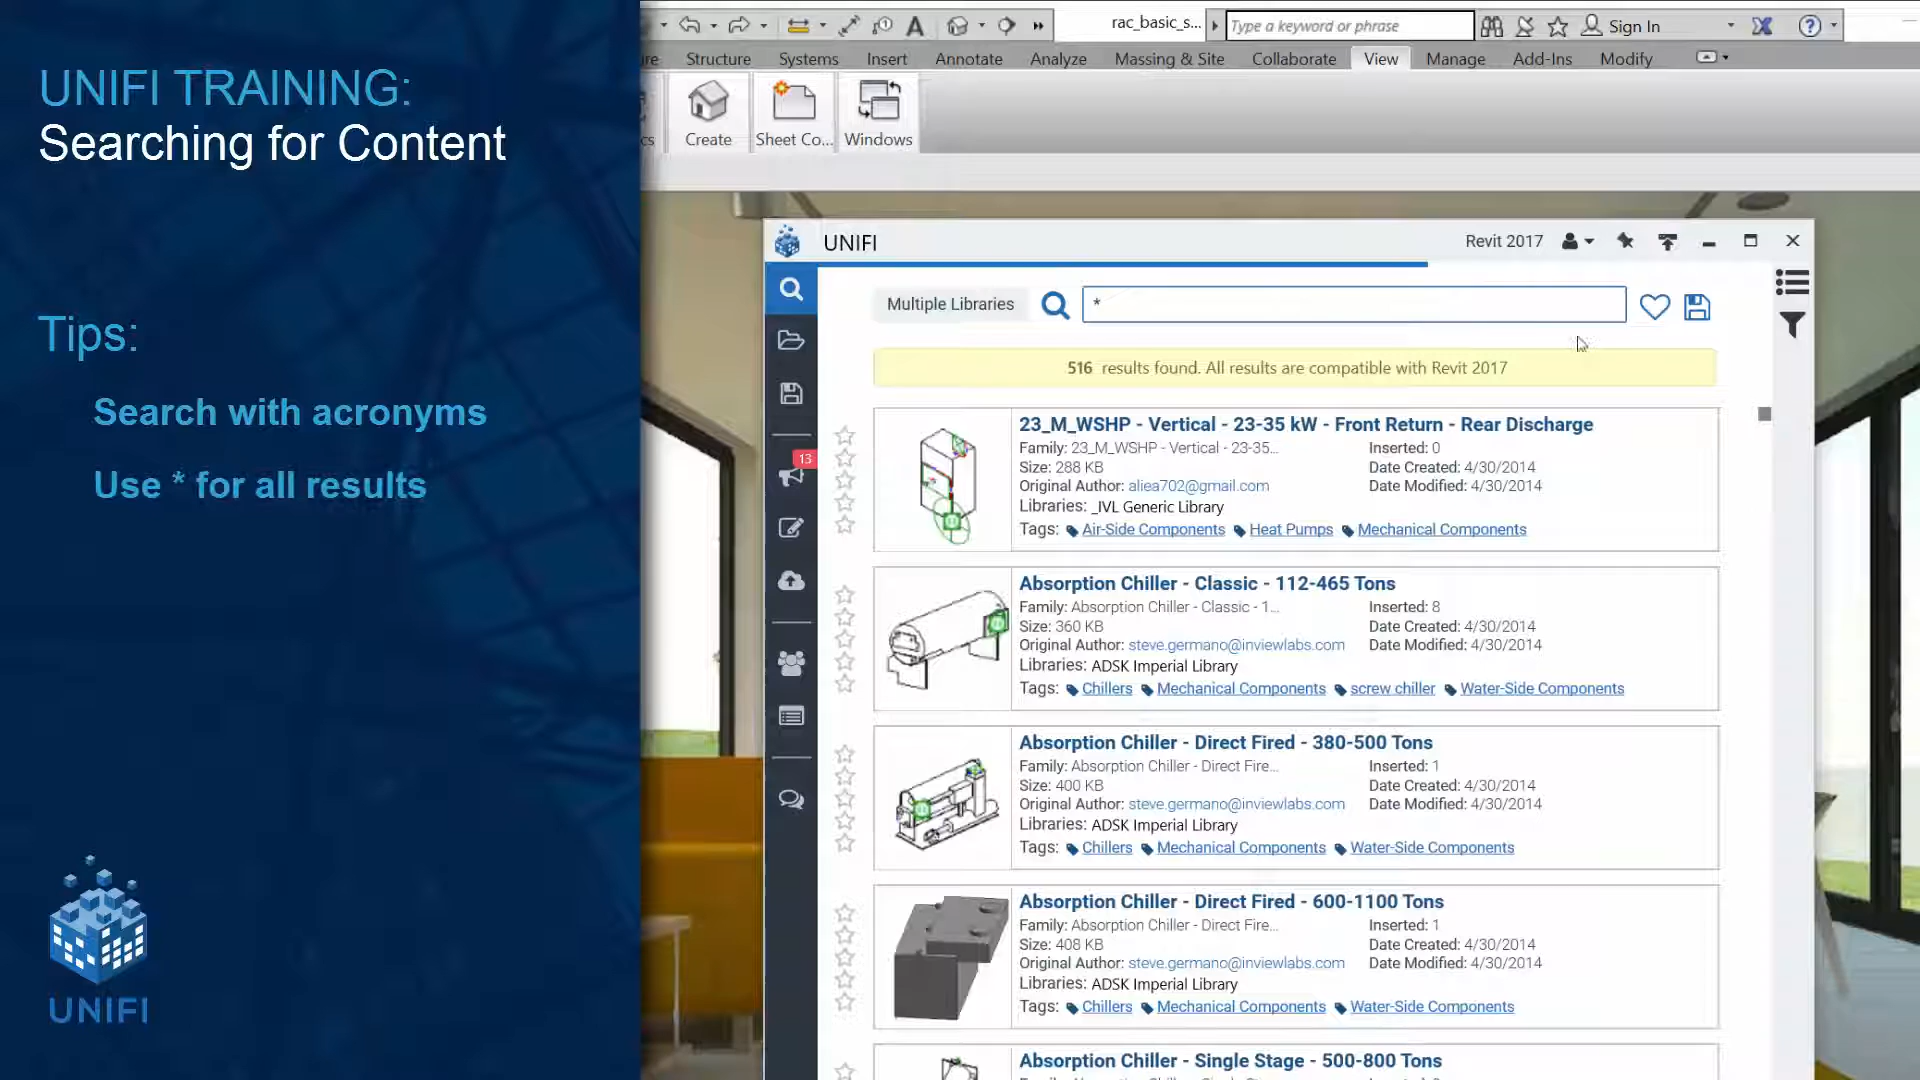 UNIFI TRAINING:
Searching for Content
Tips:
Search with acronyms
Use * for all results
UNIFI
rac_basic_s...
Type a keyword or phrase
Sign In
Structure
Systems
Insert
Annotate
Analyze
Massing & Site
Collaborate
View
Manage
Add-Ins
Modify
Create
Sheet Co...
Windows
UNIFI
Revit 2017
Multiple Libraries
*
516 results found. All results are compatible with Revit 2017
13
23_M_WSHP - Vertical - 23-35 kW - Front Return - Rear Discharge
Family: 23_M_WSHP - Vertical - 23-35...
Inserted: 0
Size: 288 KB
Date Created: 4/30/2014
Original Author: aliea702@gmail.com
Date Modified: 4/30/2014
Libraries: _IVL Generic Library
Tags: Air-Side Components Heat Pumps Mechanical Components
Absorption Chiller - Classic - 112-465 Tons
Family: Absorption Chiller - Classic - 1...
Inserted: 8
Size: 360 KB
Date Created: 4/30/2014
Original Author: steve.germano@inviewlabs.com
Date Modified: 4/30/2014
Libraries: ADSK Imperial Library
Tags: Chillers Mechanical Components screw chiller Water-Side Components
Absorption Chiller - Direct Fired - 380-500 Tons
Family: Absorption Chiller - Direct Fire...
Inserted: 1
Size: 400 KB
Date Created: 4/30/2014
Original Author: steve.germano@inviewlabs.com
Date Modified: 4/30/2014
Libraries: ADSK Imperial Library
Tags: Chillers Mechanical Components Water-Side Components
Absorption Chiller - Direct Fired - 600-1100 Tons
Family: Absorption Chiller - Direct Fire...
Inserted: 1
Size: 408 KB
Date Created: 4/30/2014
Original Author: steve.germano@inviewlabs.com
Date Modified: 4/30/2014
Libraries: ADSK Imperial Library
Tags: Chillers Mechanical Components Water-Side Components
Absorption Chiller - Single Stage - 500-800 Tons